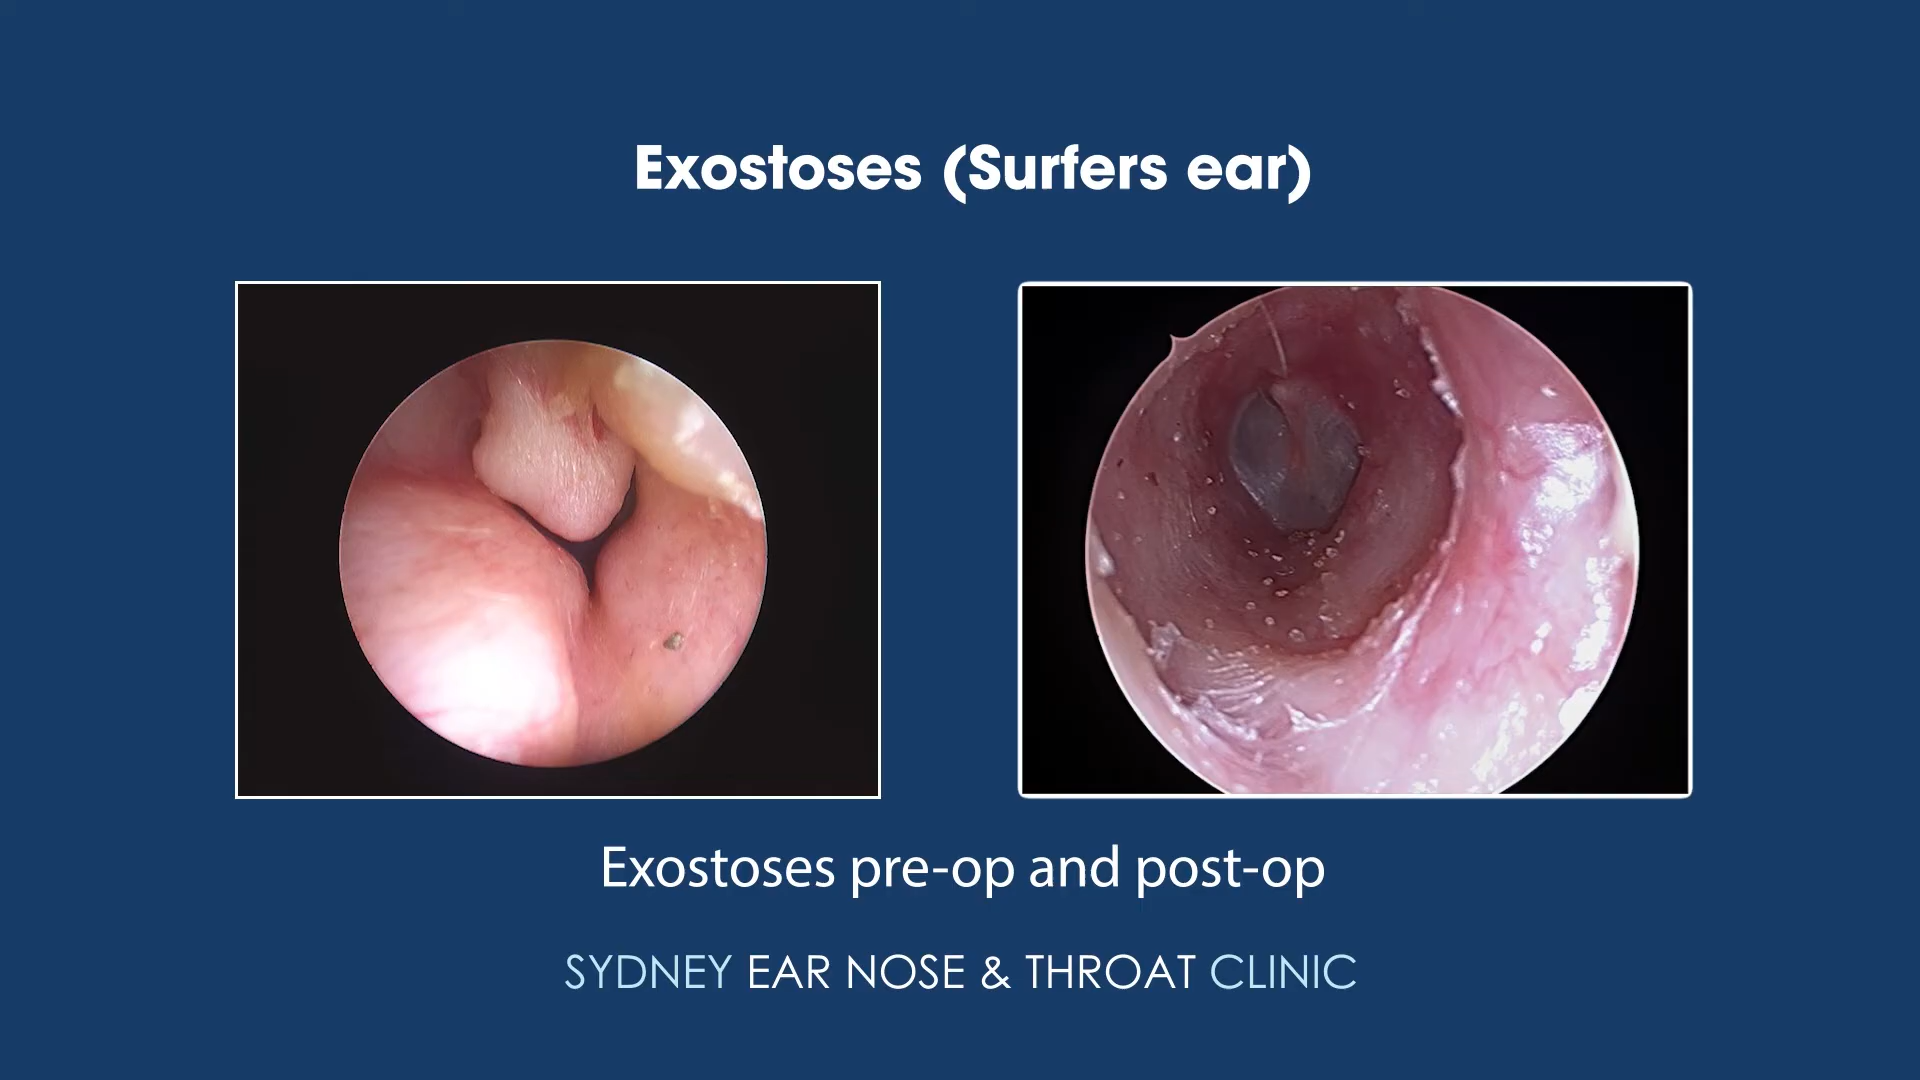 Exostoses (Surfers ear)
Exostoses pre-op and post-op
SYDNEY EAR NOSE & THROAT CLINIC